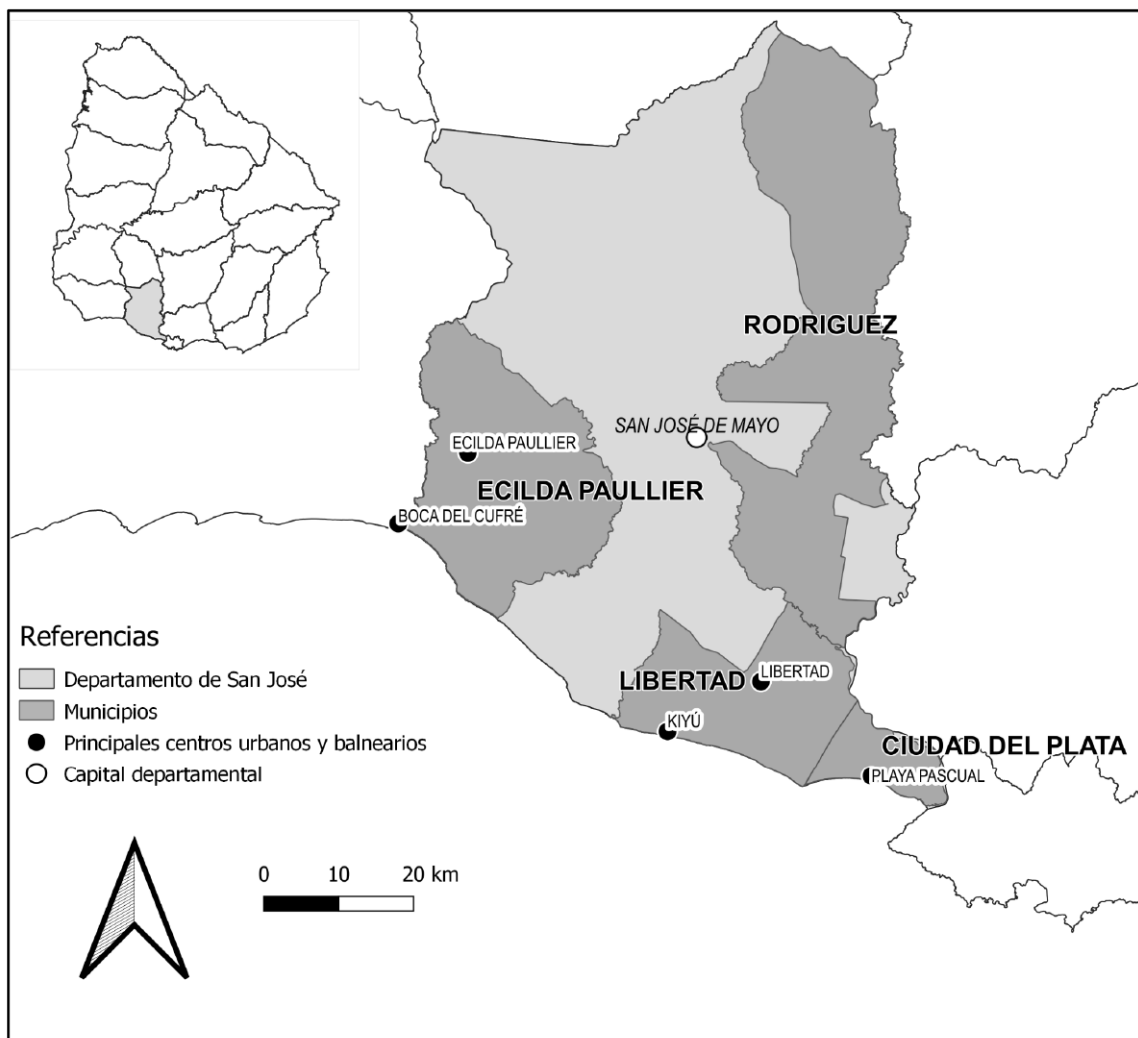 RODRIGUEZ
SAN JOSÉ DE MAYO
ECILDA PAULLIER
ECILDA PAULLIER
BOCA DEL CUFRÉ
LIBERTAD
LIBERTAD
KIYÚ
CIUDAD DEL PLATA
PLAYA PASCUAL
Referencias
Departamento de San José
Municipios
Principales centros urbanos y balnearios
Capital departamental
0 10 20 km